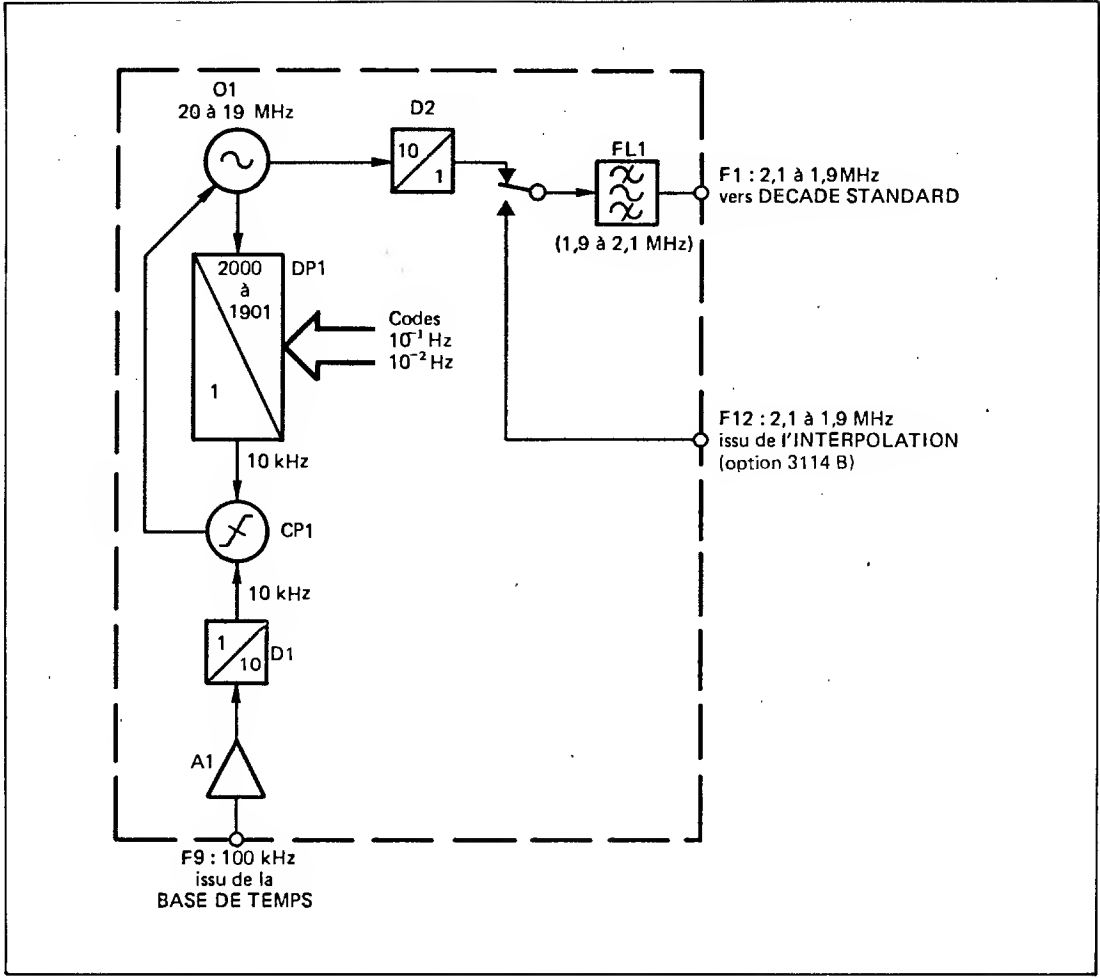 O1
20 à 19 MHz
D2
10
1
FL1
F1 : 2,1 à 1,9MHz
vers DECADE STANDARD
(1,9 à 2,1 MHz)
2000
à
1901
1
DP1
Codes
10⁻¹ Hz
10⁻² Hz
F12 : 2,1 à 1,9 MHz
issu de l'INTERPOLATION
(option 3114 B)
10 kHz
CP1
10 kHz
1
10
D1
A1
F9 : 100 kHz
issu de la
BASE DE TEMPS